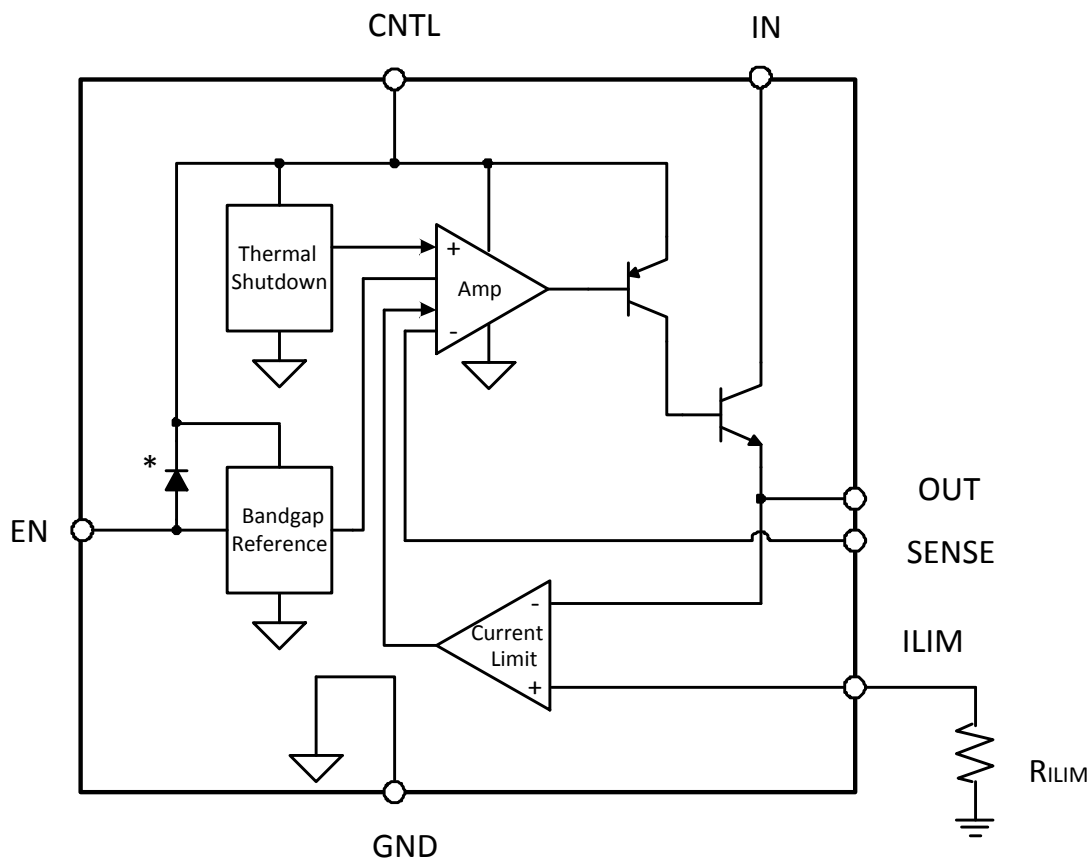 CNTL
IN
Thermal
Shutdown
+
Amp
-
*
EN
Bandgap
Reference
OUT
SENSE
-
Current
Limit
+
ILIM
RILIM
GND